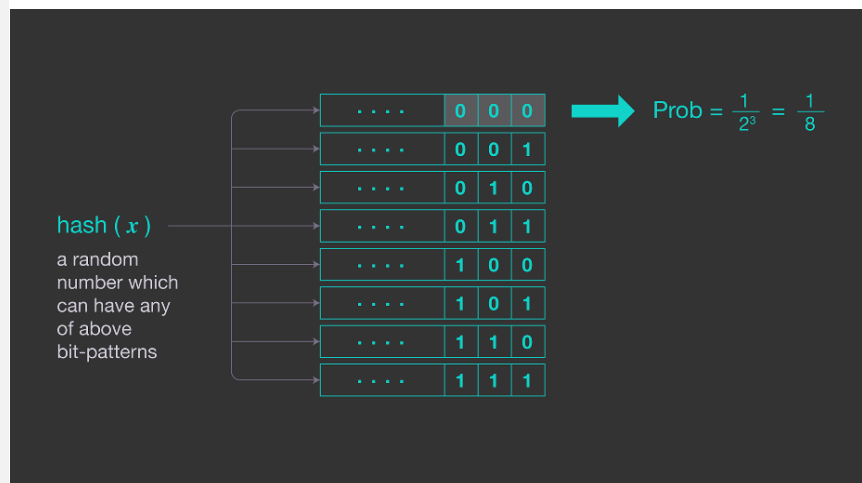 . . . . 0 0 0
Prob = 1/2³ = 1/8
. . . . 0 0 1
. . . . 0 1 0
. . . . 0 1 1
hash ( x )
a random
number which
can have any
of above
bit-patterns
. . . . 1 0 0
. . . . 1 0 1
. . . . 1 1 0
. . . . 1 1 1